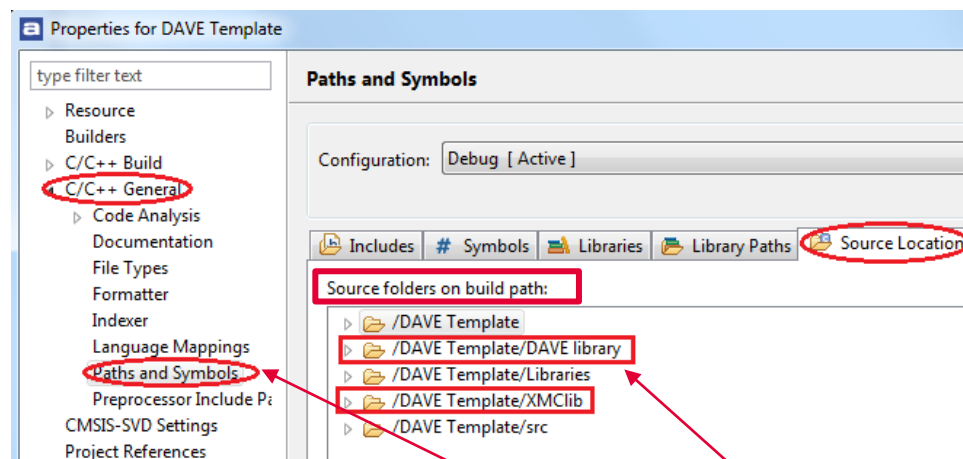 Properties for DAVE Template
type filter text
Resource
Builders
C/C++ Build
C/C++ General
Code Analysis
Documentation
File Types
Formatter
Indexer
Language Mappings
Paths and Symbols
Preprocessor Include Pa
CMSIS-SVD Settings
Project References
Paths and Symbols
Configuration: Debug [ Active ]
Includes # Symbols Libraries Library Paths Source Location
Source folders on build path:
/DAVE Template
/DAVE Template/DAVE library
/DAVE Template/Libraries
/DAVE Template/XMClib
/DAVE Template/src